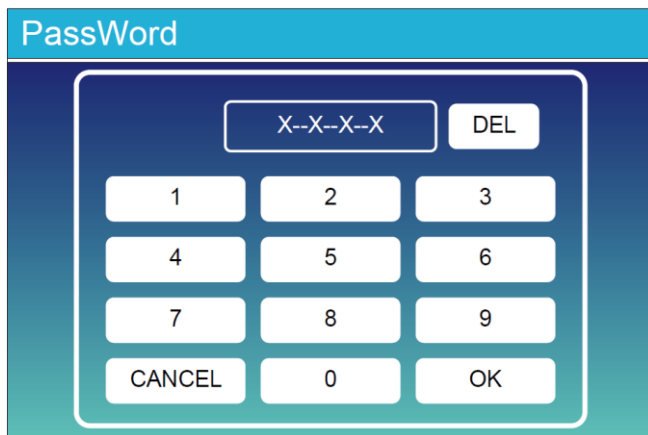 PassWord
X--X--X--X DEL
1 2 3
4 5 6
7 8 9
CANCEL 0 OK